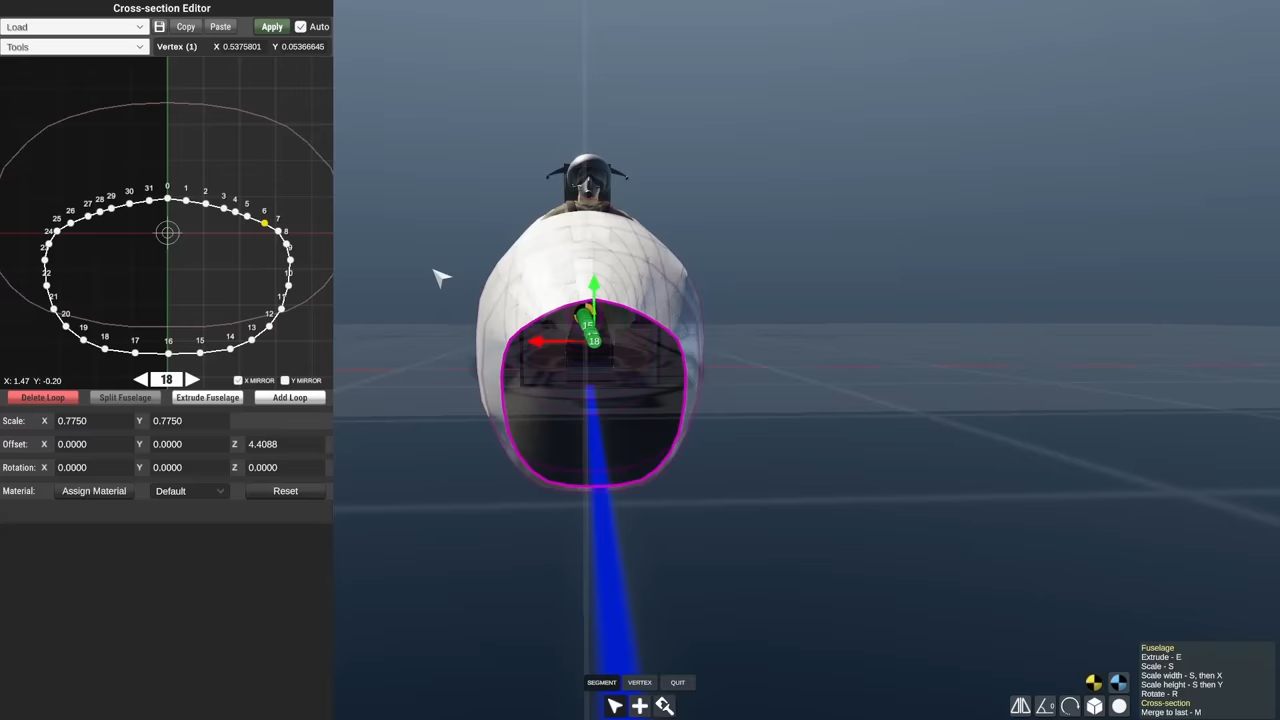 Cross-section Editor
Load Copy Paste Apply Auto
Tools Vertex (1) X 0.5375801 Y 0.05366645
0
30 31 1 2
27 28 29 3 4 5
25 26 6 7
24 8
23 9
22 10
21 11
20 12
19 13
18 17 16 15 14
X: 1.47 Y: -0.20 18 X MIRROR Y MIRROR
Delete Loop Split Fuselage Extrude Fuselage Add Loop
Scale: X 0.7750 Y 0.7750
Offset: X 0.0000 Y 0.0000 Z 4.4088
Rotation: X 0.0000 Y 0.0000 Z 0.0000
Material: Assign Material Default Reset
15
18
SEGMENT VERTEX QUIT
Fuselage
Extrude - E
Scale - S
Scale width - S, then X
Scale height - S then Y
Rotate - R
Cross-section
Merge to last - M